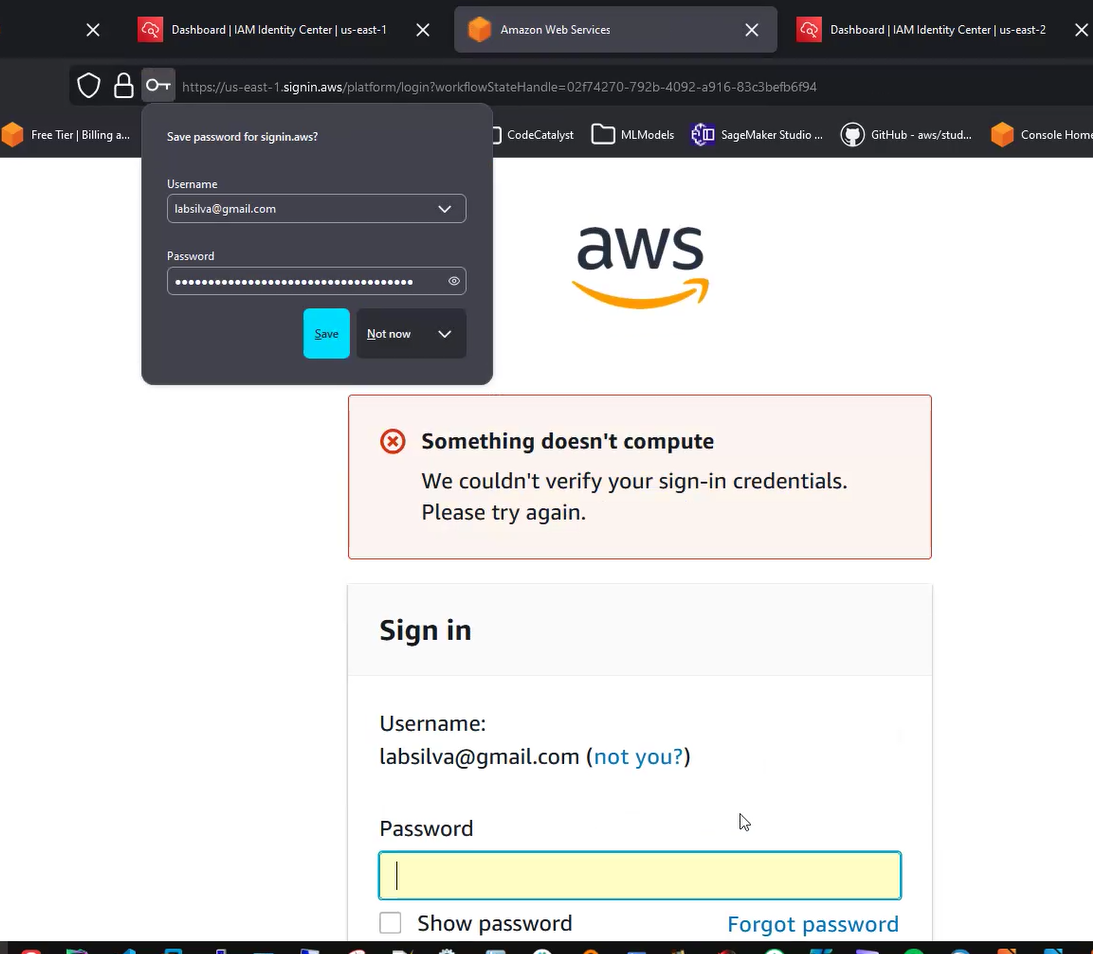 Dashboard | IAM Identity Center | us-east-1
Amazon Web Services
Dashboard | IAM Identity Center | us-east-2
https://us-east-1.signin.aws/platform/login?workflowStateHandle=02f74270-792b-4092-a916-83c3befb6f94
Free Tier | Billing a...
CodeCatalyst
MLModels
SageMaker Studio ...
GitHub - aws/stud...
Console Home
Save password for signin.aws?
Username
labsilva@gmail.com
Password
Save
Not now
aws
Something doesn't compute
We couldn't verify your sign-in credentials.
Please try again.
Sign in
Username:
labsilva@gmail.com (not you?)
Password
Show password
Forgot password